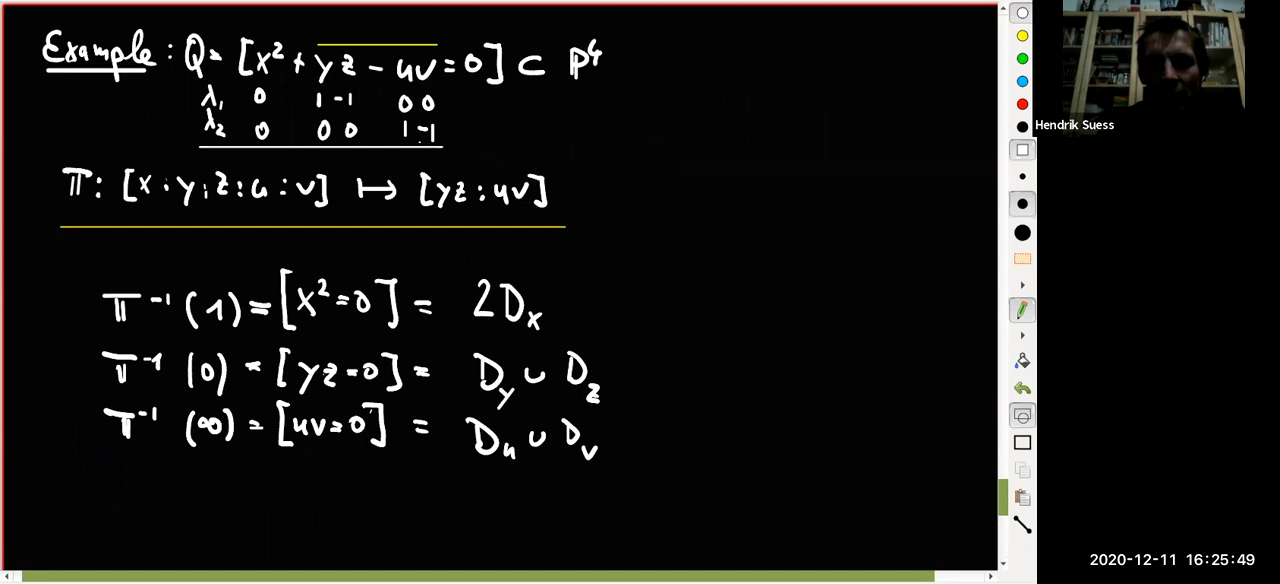 Example: Q = [x² + yz - uv = 0] ⊂ P⁴
λ₁ 0 1 -1 0 0
λ₂ 0 0 0 1 -1
π: [x:y:z:u:v] ↦ [yz:uv]
π⁻¹(1) = [x²=0] = 2Dₓ
π⁻¹(0) = [yz=0] = D_y ∪ D_z
π⁻¹(∞) = [uv=0] = D_u ∪ D_v
Hendrik Suess
2020-12-11 16:25:49